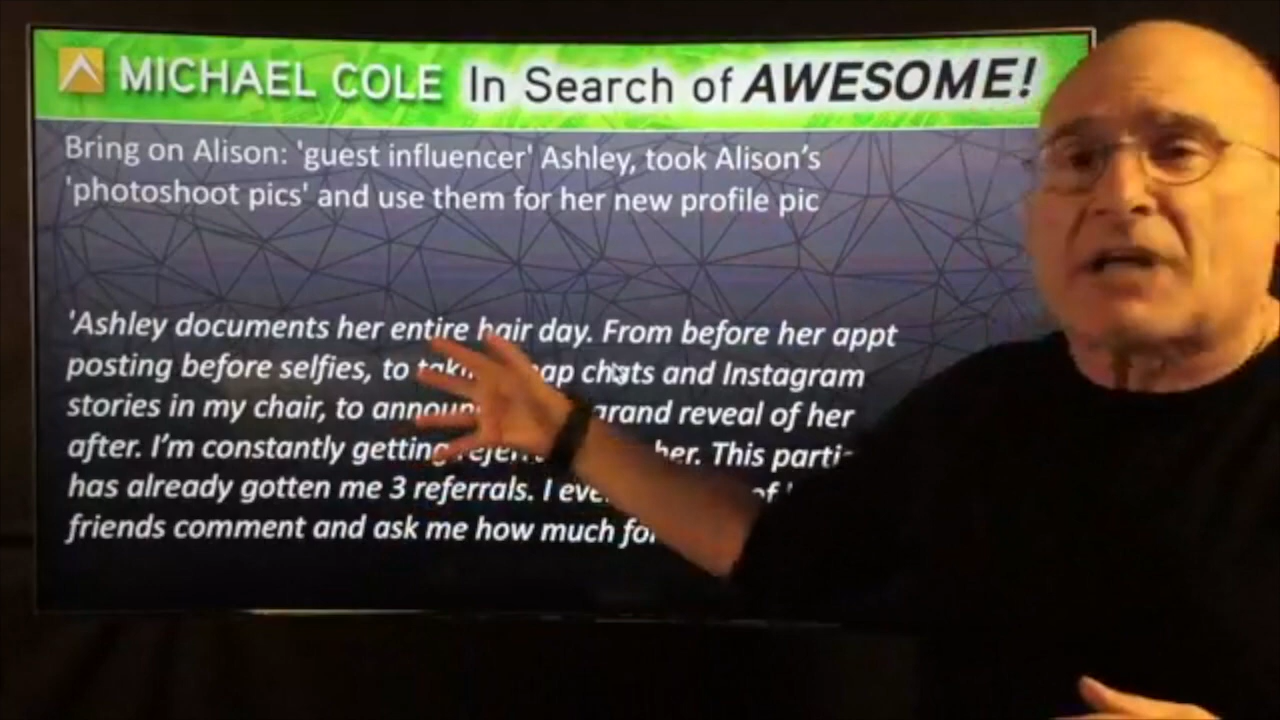 MICHAEL COLE In Search of AWESOME!
Bring on Alison: 'guest influencer' Ashley, took Alison's
'photoshoot pics' and use them for her new profile pic
'Ashley documents her entire hair day. From before her appt
posting before selfies, to and Instagram
stories in my chair, to reveal of her
after. I'm constantly getting her. This
has already gotten me 3 referrals. I of
friends comment and ask me how much